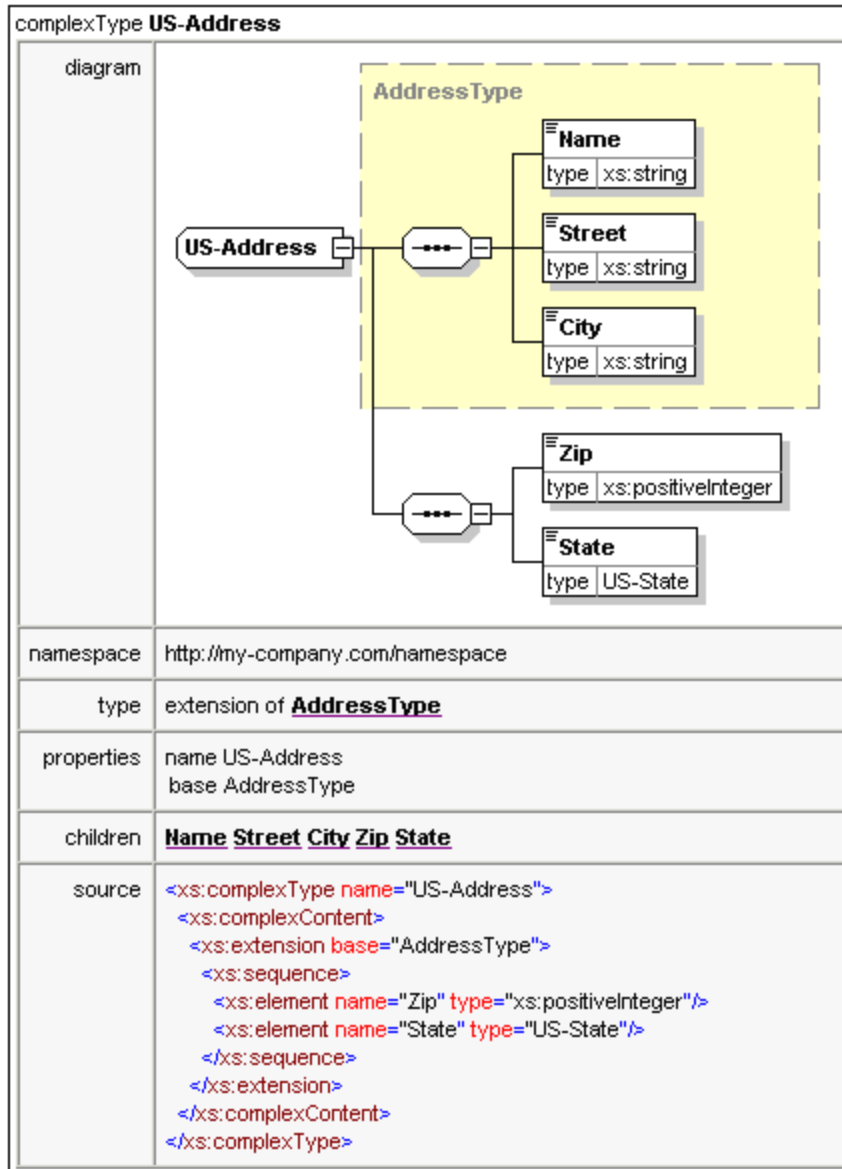 complexType US-Address
diagram
AddressType
Name
type xs:string
US-Address
Street
type xs:string
City
type xs:string
Zip
type xs:positiveInteger
State
type US-State
namespace http://my-company.com/namespace
type extension of AddressType
properties name US-Address
base AddressType
children Name Street City Zip State
source <xs:complexType name="US-Address">
<xs:complexContent>
<xs:extension base="AddressType">
<xs:sequence>
<xs:element name="Zip" type="xs:positiveInteger"/>
<xs:element name="State" type="US-State"/>
</xs:sequence>
</xs:extension>
</xs:complexContent>
</xs:complexType>